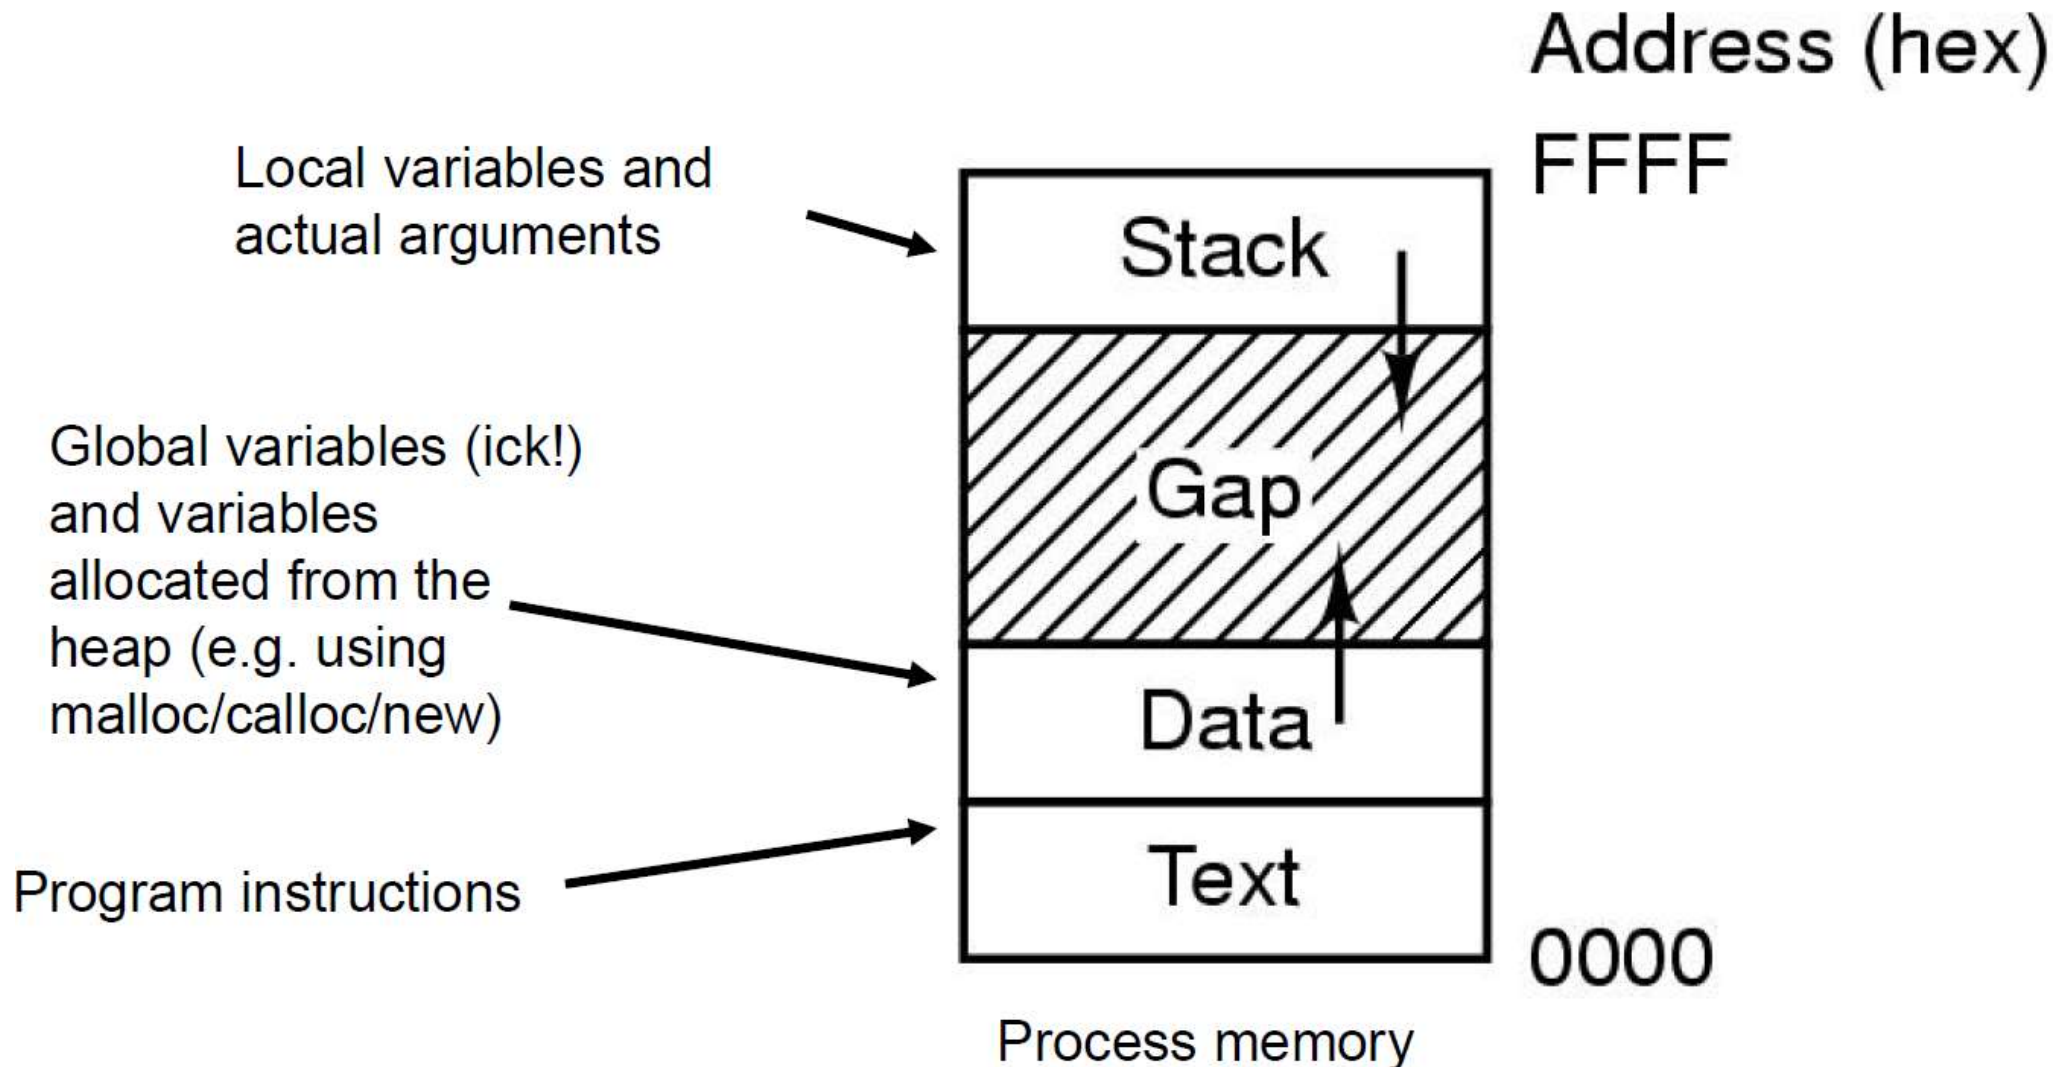 Address (hex)
FFFF
Local variables and
actual arguments
Stack
Global variables (ick!)
and variables
allocated from the
heap (e.g. using
malloc/calloc/new)
Gap
Data
Program instructions
Text
0000
Process memory